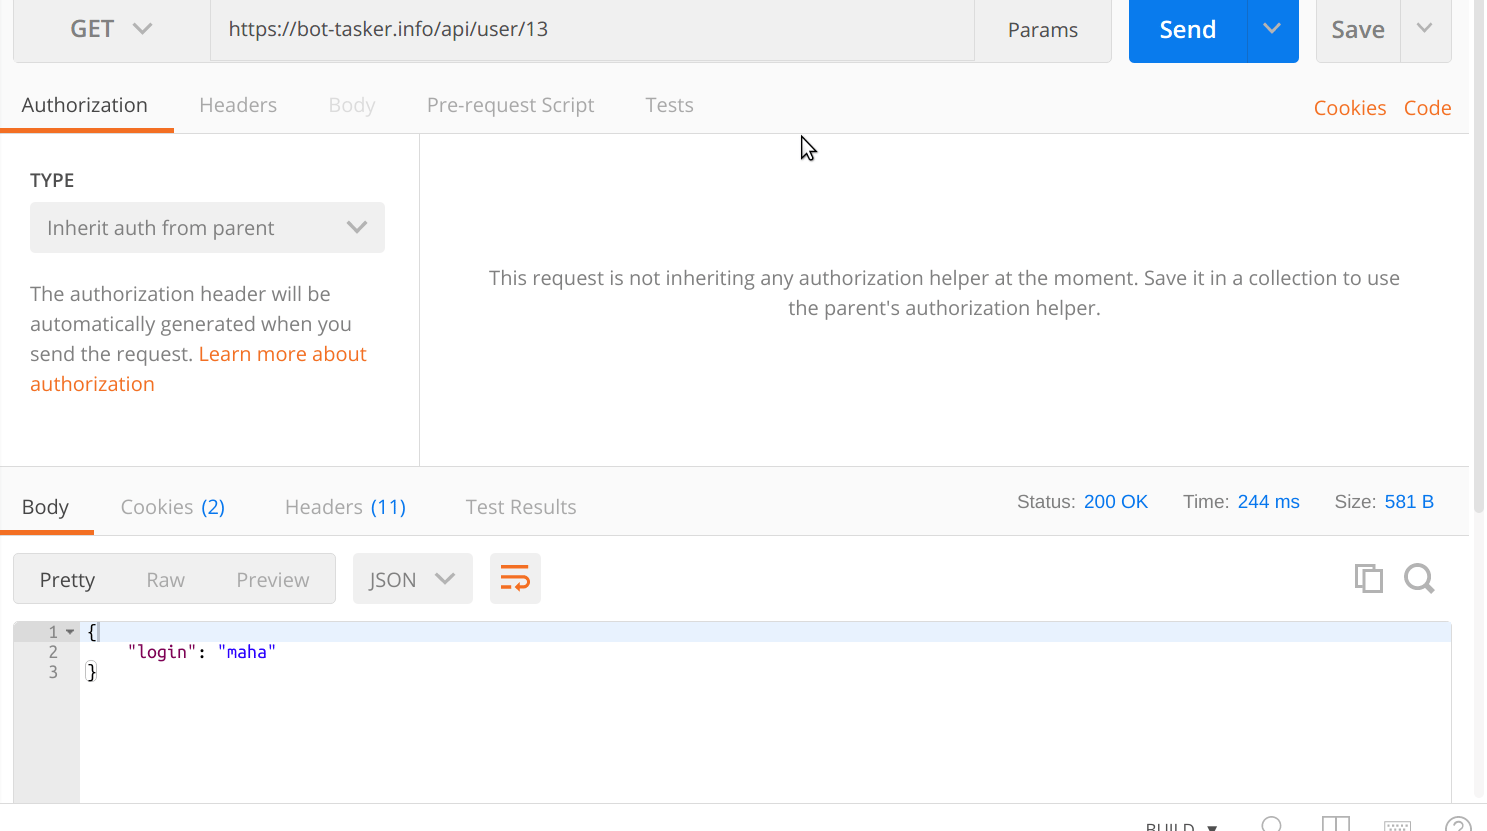 GET https://bot-tasker.info/api/user/13 Params Send Save
Authorization Headers Body Pre-request Script Tests Cookies Code
TYPE
Inherit auth from parent
The authorization header will be
automatically generated when you
send the request. Learn more about
authorization
This request is not inheriting any authorization helper at the moment. Save it in a collection to use
the parent's authorization helper.
Body Cookies (2) Headers (11) Test Results Status: 200 OK Time: 244 ms Size: 581 B
Pretty Raw Preview JSON
1 {
2 "login": "maha"
3 }
BUILD